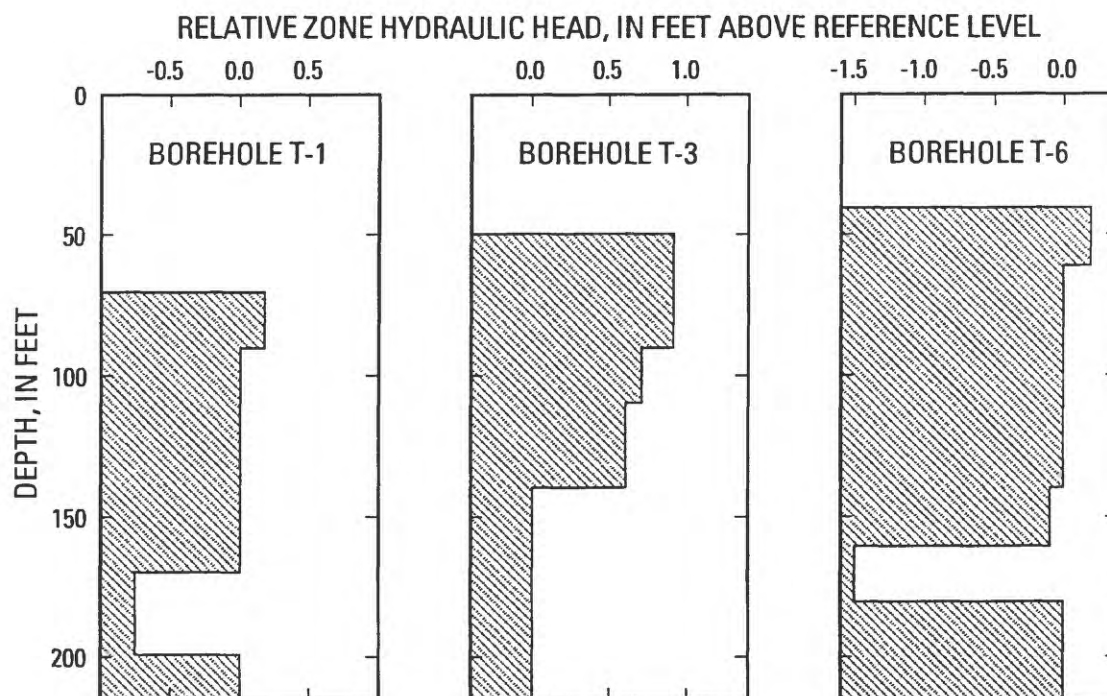 RELATIVE ZONE HYDRAULIC HEAD, IN FEET ABOVE REFERENCE LEVEL
-0.5 0.0 0.5 0.0 0.5 1.0 -1.5 -1.0 -0.5 0.0
0
BOREHOLE T-1 BOREHOLE T-3 BOREHOLE T-6
50
100
150
200
DEPTH, IN FEET